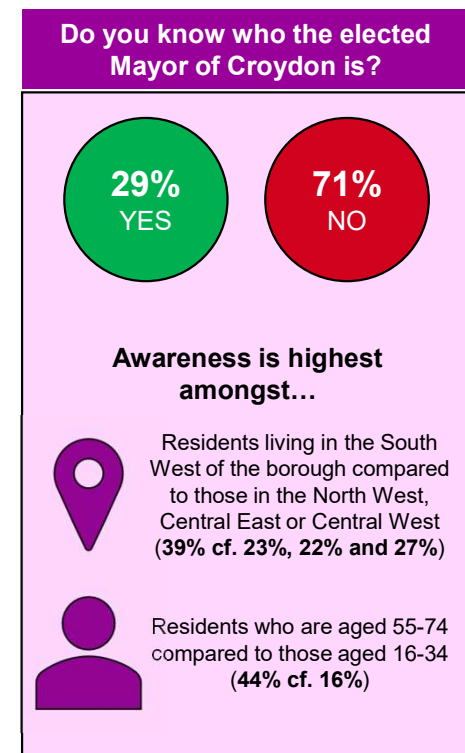 Do you know who the elected
Mayor of Croydon is?
29%
YES
71%
NO
Awareness is highest
amongst…
Residents living in the South
West of the borough compared
to those in the North West,
Central East or Central West
(39% cf. 23%, 22% and 27%)
Residents who are aged 55-74
compared to those aged 16-34
(44% cf. 16%)